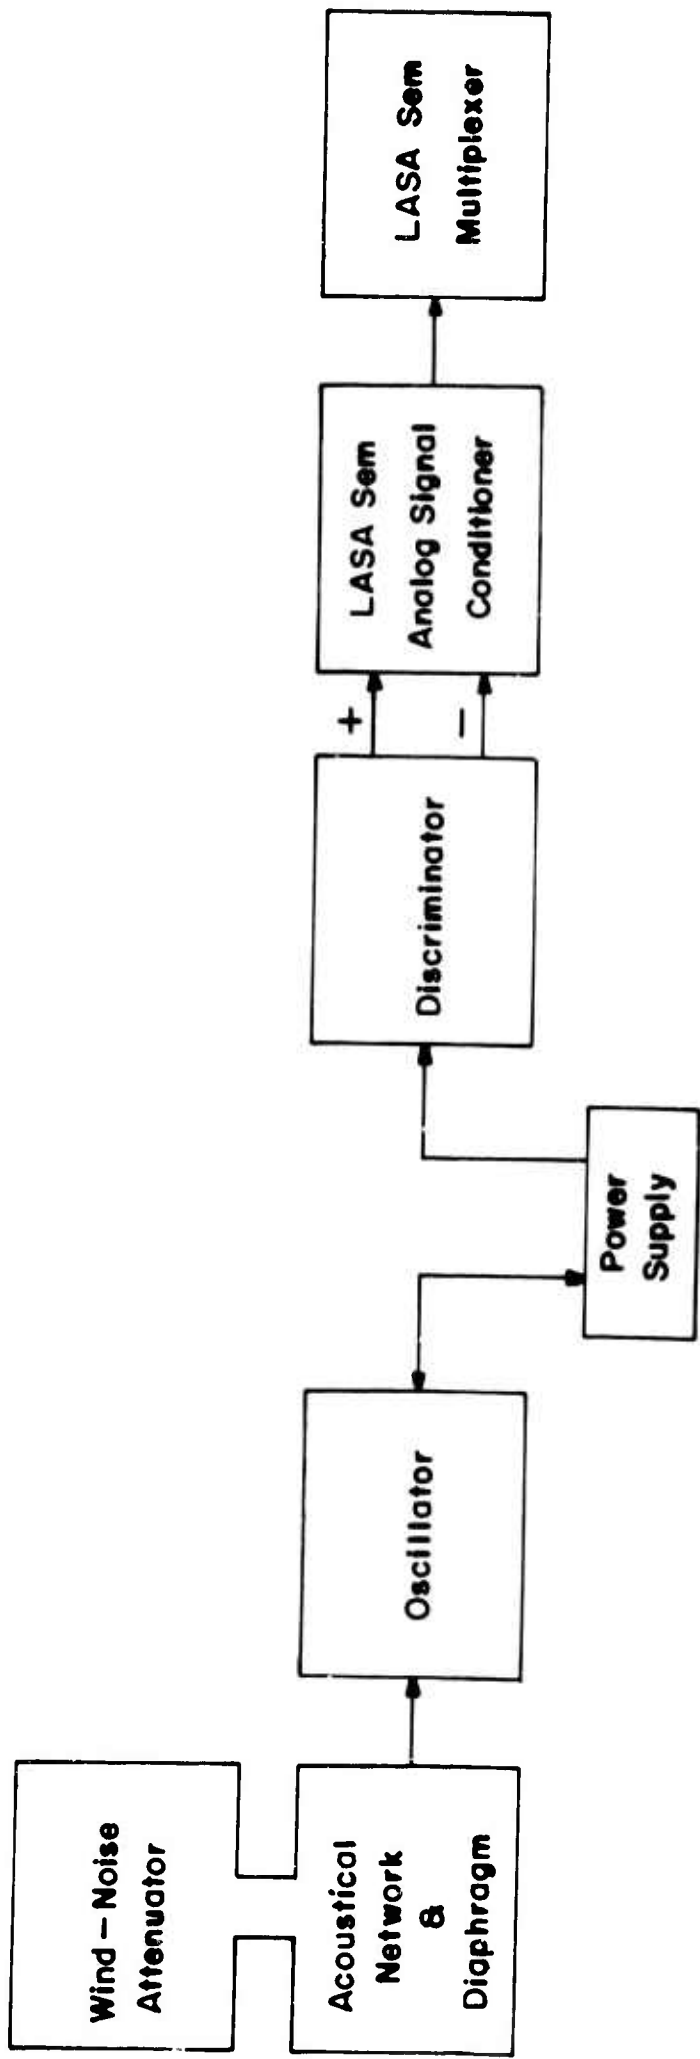 Wind-Noise
Attenuator
Acoustical
Network
&
Diaphragm
Oscillator
Power
Supply
Discriminator
+
-
LASA Sem
Analog Signal
Conditioner
LASA Sem
Multiplexer